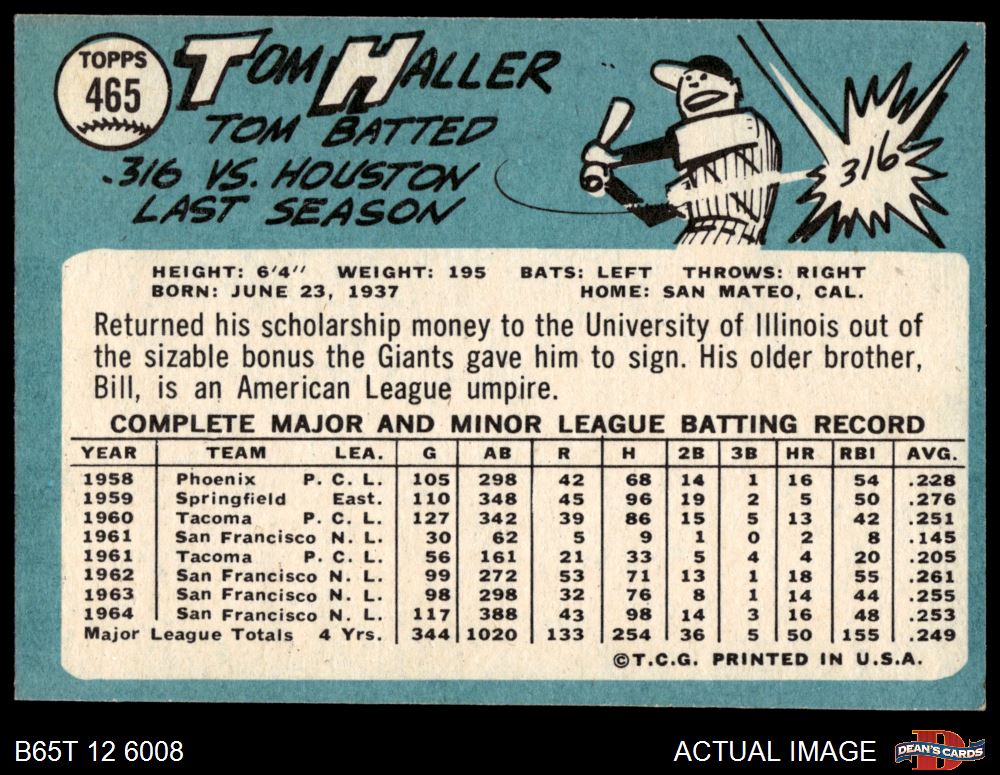 TOPPS
465
TOM HALLER
TOM BATTED
.316 VS. HOUSTON
LAST SEASON
316
HEIGHT: 6'4" WEIGHT: 195 BATS: LEFT THROWS: RIGHT
BORN: JUNE 23, 1937 HOME: SAN MATEO, CAL.
Returned his scholarship money to the University of Illinois out of
the sizable bonus the Giants gave him to sign. His older brother,
Bill, is an American League umpire.
COMPLETE MAJOR AND MINOR LEAGUE BATTING RECORD
YEAR TEAM LEA. G AB R H 2B 3B HR RBI AVG.
1958 Phoenix P. C. L. 105 298 42 68 14 1 16 54 .228
1959 Springfield East. 110 348 45 96 19 2 5 50 .276
1960 Tacoma P. C. L. 127 342 39 86 15 5 13 42 .251
1961 San Francisco N. L. 30 62 5 9 1 0 2 8 .145
1961 Tacoma P. C. L. 56 161 21 33 5 4 4 20 .205
1962 San Francisco N. L. 99 272 53 71 13 1 18 55 .261
1963 San Francisco N. L. 98 298 32 76 8 1 14 44 .255
1964 San Francisco N. L. 117 388 43 98 14 3 16 48 .253
Major League Totals 4 Yrs. 344 1020 133 254 36 5 50 155 .249
©T.C.G. PRINTED IN U.S.A.
B65T 12 6008 ACTUAL IMAGE
D DEAN'S CARDS